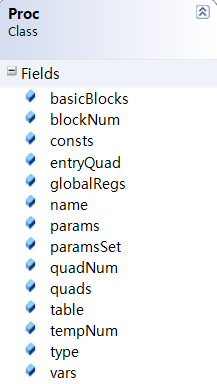 Proc
Class
Fields
basicBlocks
blockNum
consts
entryQuad
globalRegs
name
params
paramsSet
quadNum
quads
table
tempNum
type
vars